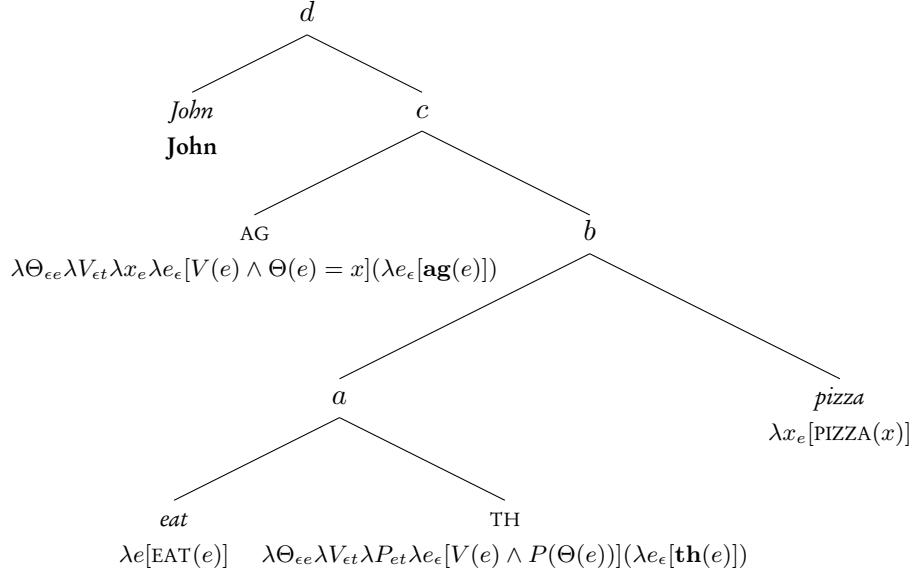 d
John
c
John
AG
b
λΘ_{ϵe}λV_{ϵt}λx_eλe_ϵ[V(e) ∧ Θ(e) = x](λe_ϵ[ag(e)])
a
pizza
λx_e[PIZZA(x)]
eat
TH
λe[EAT(e)]
λΘ_{ϵe}λV_{ϵt}λP_{et}λe_ϵ[V(e) ∧ P(Θ(e))](λe_ϵ[th(e)])